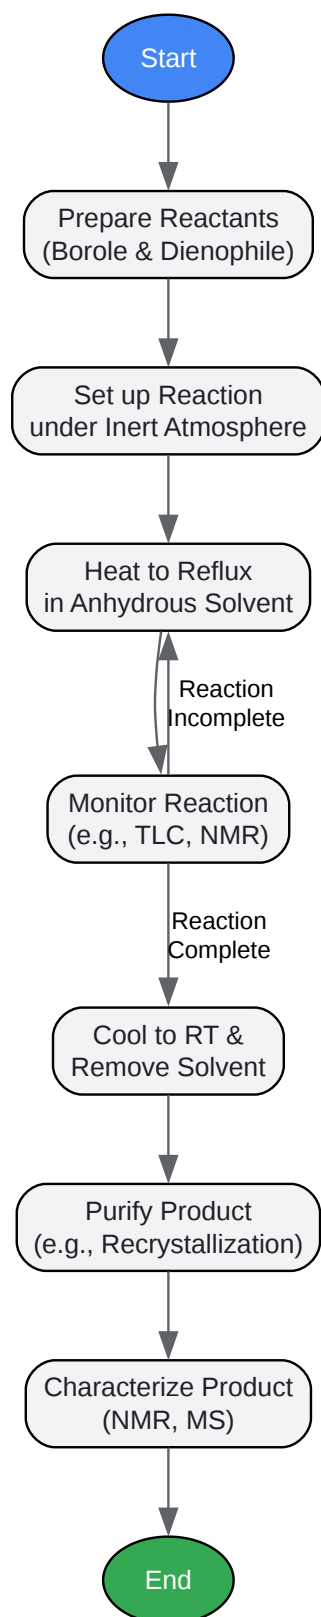 Start
Prepare Reactants
(Borole & Dienophile)
Set up Reaction
under Inert Atmosphere
Heat to Reflux
in Anhydrous Solvent
Reaction
Incomplete
Monitor Reaction
(e.g., TLC, NMR)
Reaction
Complete
Cool to RT &
Remove Solvent
Purify Product
(e.g., Recrystallization)
Characterize Product
(NMR, MS)
End